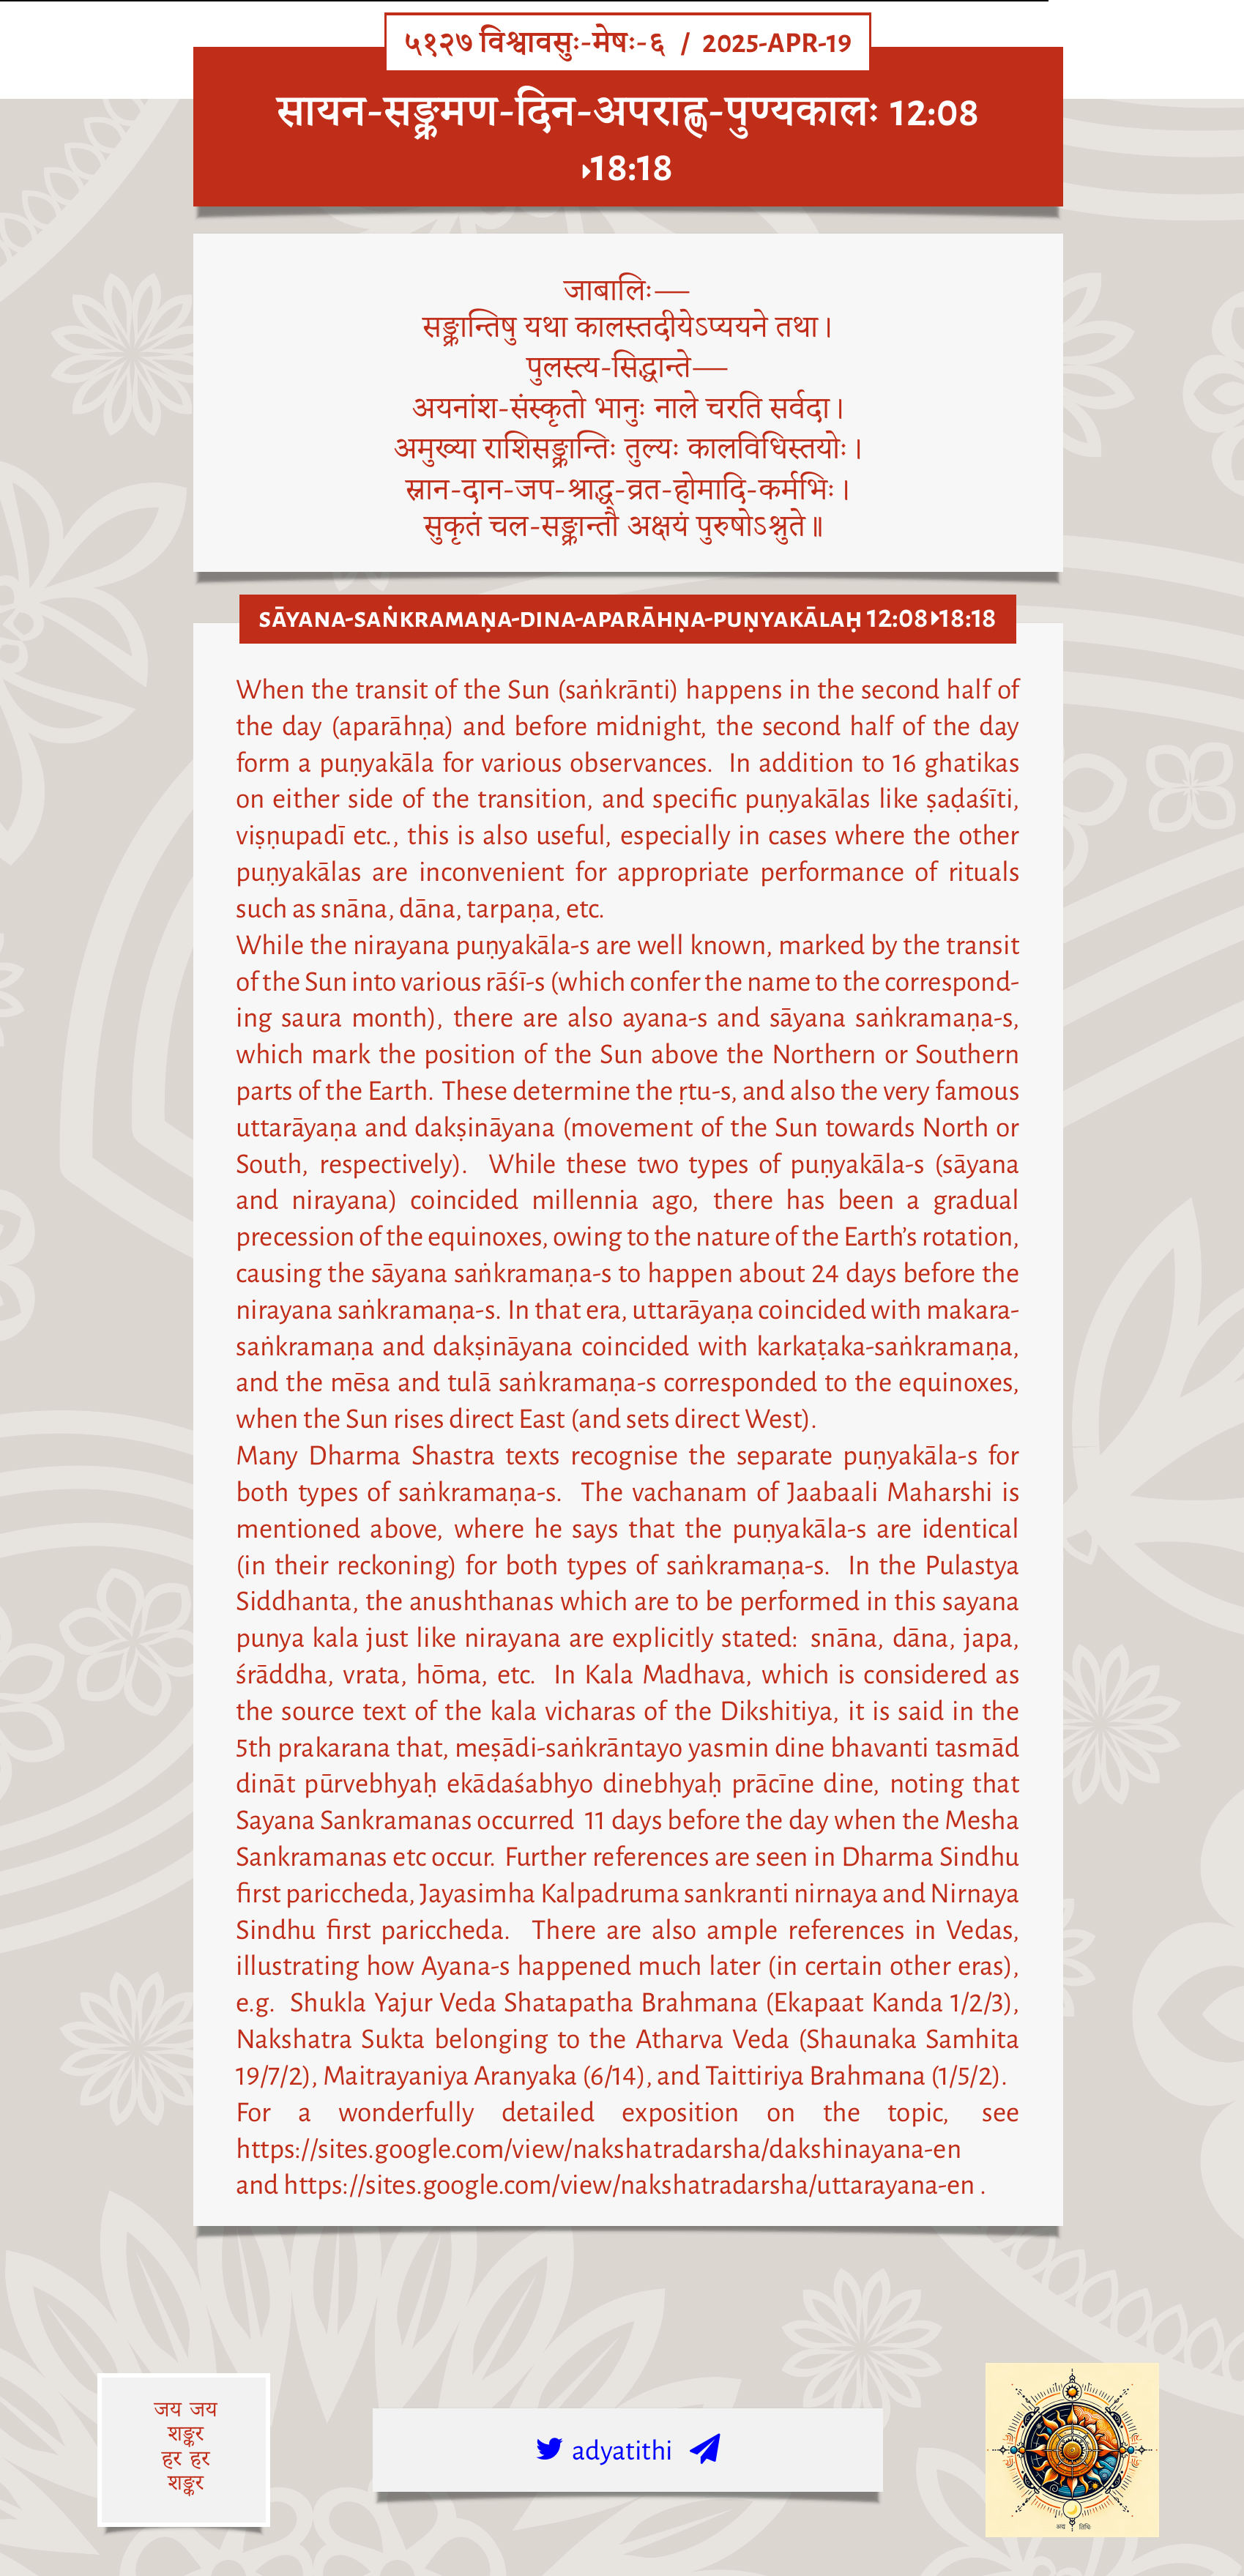 ५१२७ विश्वावसुः-मेषः-६ / 2025-APR-19
सायन-सङ्क्रमण-दिन-अपराह्ण-पुण्यकालः 12:08
▸18:18
जाबालिः—
सङ्क्रान्तिषु यथा कालस्तदीयेऽप्ययने तथा।
पुलस्त्य-सिद्धान्ते—
अयनांश-संस्कृतो भानुः नाले चरति सर्वदा।
अमुख्या राशिसङ्क्रान्तिः तुल्यः कालविधिस्तयोः।
स्नान-दान-जप-श्राद्ध-व्रत-होमादि-कर्मभिः।
सुकृतं चल-सङ्क्रान्तौ अक्षयं पुरुषोऽश्नुते॥
SĀYANA-SAṄKRAMAṆA-DINA-APARĀHṆA-PUṆYAKĀLAḤ 12:08▸18:18
When the transit of the Sun (saṅkrānti) happens in the second half of
the day (aparāhṇa) and before midnight, the second half of the day
form a puṇyakāla for various observances. In addition to 16 ghatikas
on either side of the transition, and specific puṇyakālas like ṣaḍaśīti,
viṣṇupadī etc., this is also useful, especially in cases where the other
puṇyakālas are inconvenient for appropriate performance of rituals
such as snāna, dāna, tarpaṇa, etc.
While the nirayana puṇyakāla-s are well known, marked by the transit
of the Sun into various rāśī-s (which confer the name to the correspond-
ing saura month), there are also ayana-s and sāyana saṅkramaṇa-s,
which mark the position of the Sun above the Northern or Southern
parts of the Earth. These determine the ṛtu-s, and also the very famous
uttarāyaṇa and dakṣināyana (movement of the Sun towards North or
South, respectively). While these two types of puṇyakāla-s (sāyana
and nirayana) coincided millennia ago, there has been a gradual
precession of the equinoxes, owing to the nature of the Earth's rotation,
causing the sāyana saṅkramaṇa-s to happen about 24 days before the
nirayana saṅkramaṇa-s. In that era, uttarāyaṇa coincided with makara-
saṅkramaṇa and dakṣināyana coincided with karkaṭaka-saṅkramaṇa,
and the mēsa and tulā saṅkramaṇa-s corresponded to the equinoxes,
when the Sun rises direct East (and sets direct West).
Many Dharma Shastra texts recognise the separate puṇyakāla-s for
both types of saṅkramaṇa-s. The vachanam of Jaabaali Maharshi is
mentioned above, where he says that the puṇyakāla-s are identical
(in their reckoning) for both types of saṅkramaṇa-s. In the Pulastya
Siddhanta, the anushthanas which are to be performed in this sayana
punya kala just like nirayana are explicitly stated: snāna, dāna, japa,
śrāddha, vrata, hōma, etc. In Kala Madhava, which is considered as
the source text of the kala vicharas of the Dikshitiya, it is said in the
5th prakarana that, meṣādi-saṅkrāntayo yasmin dine bhavanti tasmād
dināt pūrvebhyaḥ ekādaśabhyo dinebhyaḥ prācīne dine, noting that
Sayana Sankramanas occurred 11 days before the day when the Mesha
Sankramanas etc occur. Further references are seen in Dharma Sindhu
first pariccheda, Jayasimha Kalpadruma sankranti nirnaya and Nirnaya
Sindhu first pariccheda. There are also ample references in Vedas,
illustrating how Ayana-s happened much later (in certain other eras),
e.g. Shukla Yajur Veda Shatapatha Brahmana (Ekapaat Kanda 1/2/3),
Nakshatra Sukta belonging to the Atharva Veda (Shaunaka Samhita
19/7/2), Maitrayaniya Aranyaka (6/14), and Taittiriya Brahmana (1/5/2).
For a wonderfully detailed exposition on the topic, see
https://sites.google.com/view/nakshatradarsha/dakshinayana-en
and https://sites.google.com/view/nakshatradarsha/uttarayana-en .
जय जय
शङ्कर
हर हर
शङ्कर
adyatithi
अद्य तिथिः